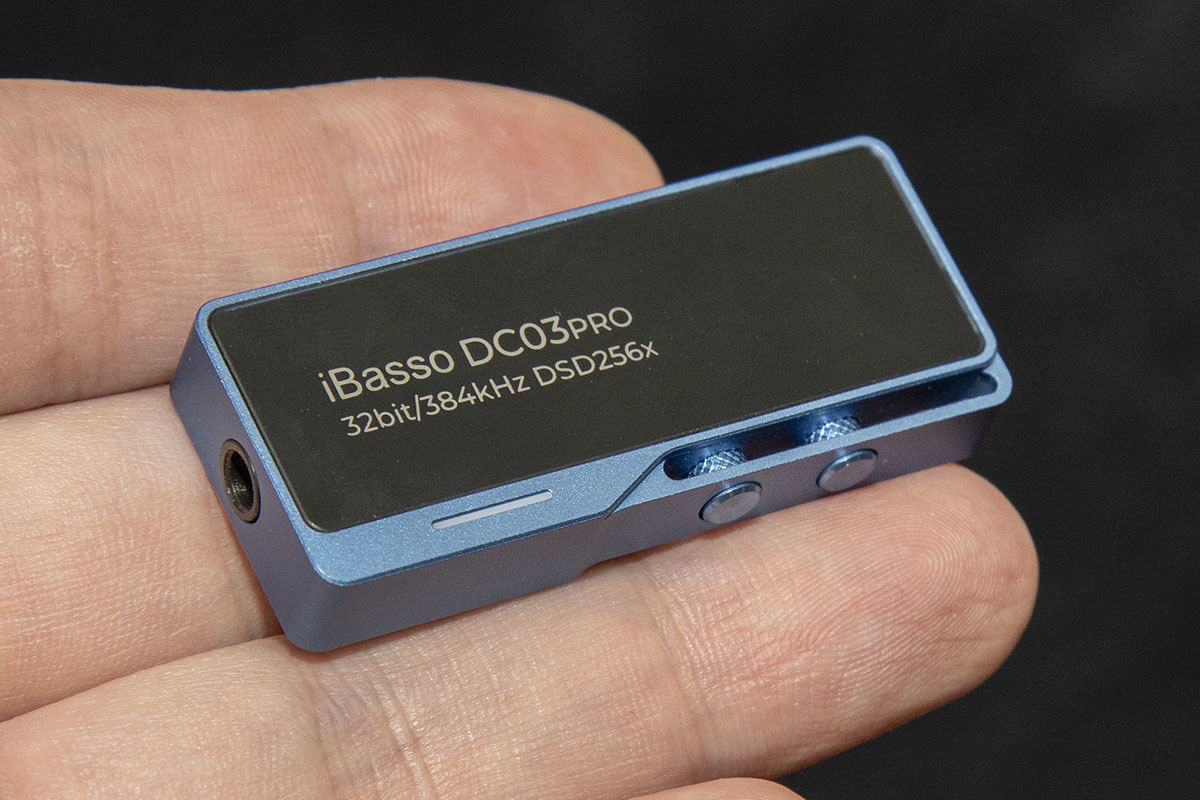 iBasso DC03PRO
32bit/384kHz DSD256x